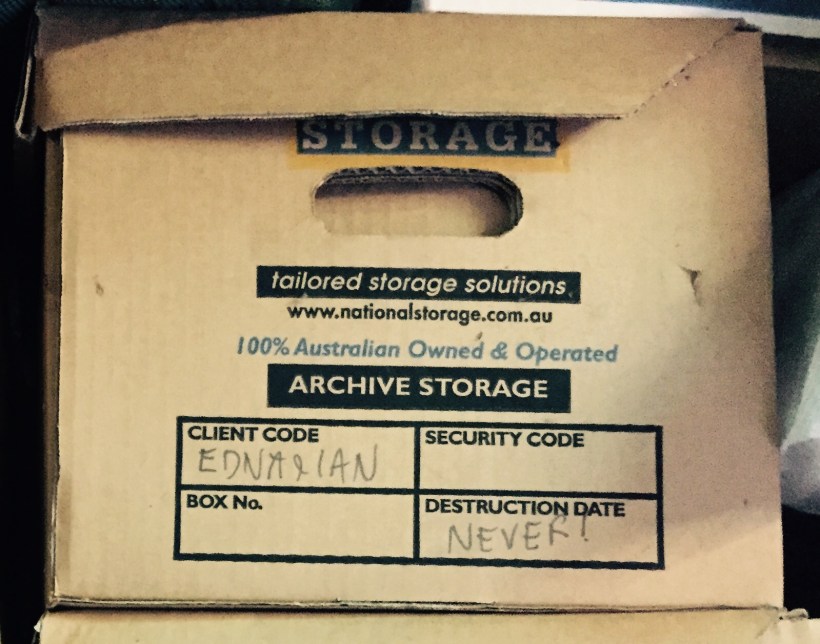 STORAGE
tailored storage solutions
www.nationalstorage.com.au
100% Australian Owned & Operated
ARCHIVE STORAGE
CLIENT CODE
EDNA & IAN
SECURITY CODE
BOX No.
DESTRUCTION DATE
NEVER!